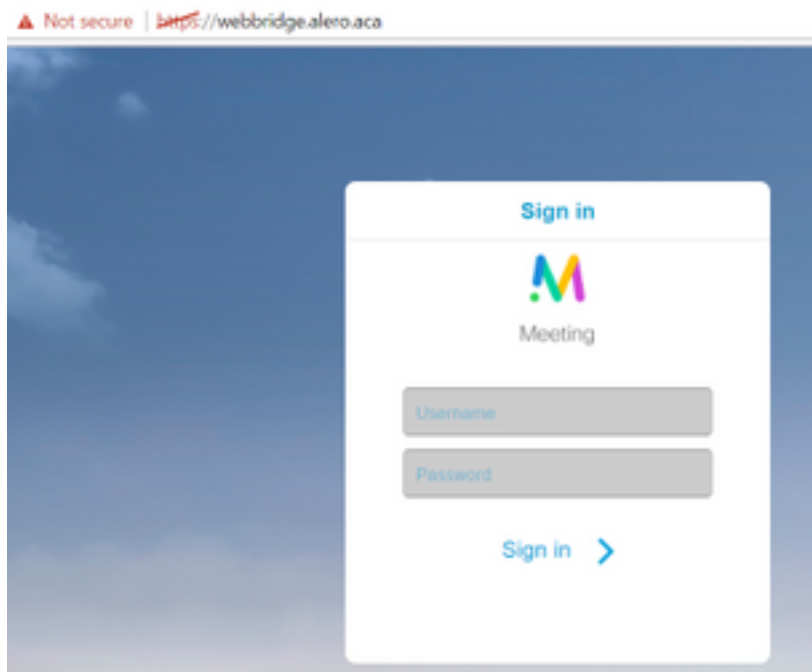 Not secure | https://webbridge.alero.aca
Sign in
Meeting
Username
Password
Sign in